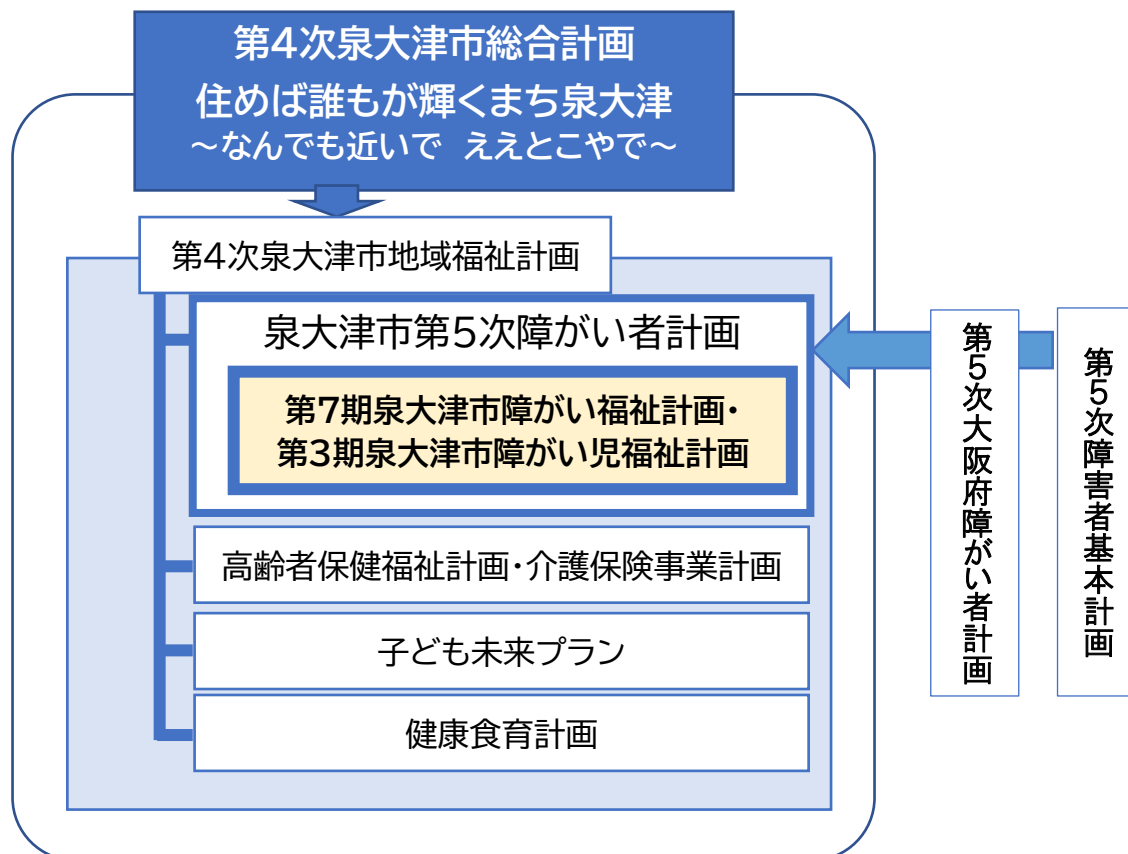 第4次泉大津市総合計画
住めば誰もが輝くまち泉大津
～なんでも近いで ええとこやで～
第4次泉大津市地域福祉計画
泉大津市第5次障がい者計画
第7期泉大津市障がい福祉計画・
第3期泉大津市障がい児福祉計画
高齢者保健福祉計画・介護保険事業計画
子ども未来プラン
健康食育計画
第5次大阪府障がい者計画
第5次障害者基本計画